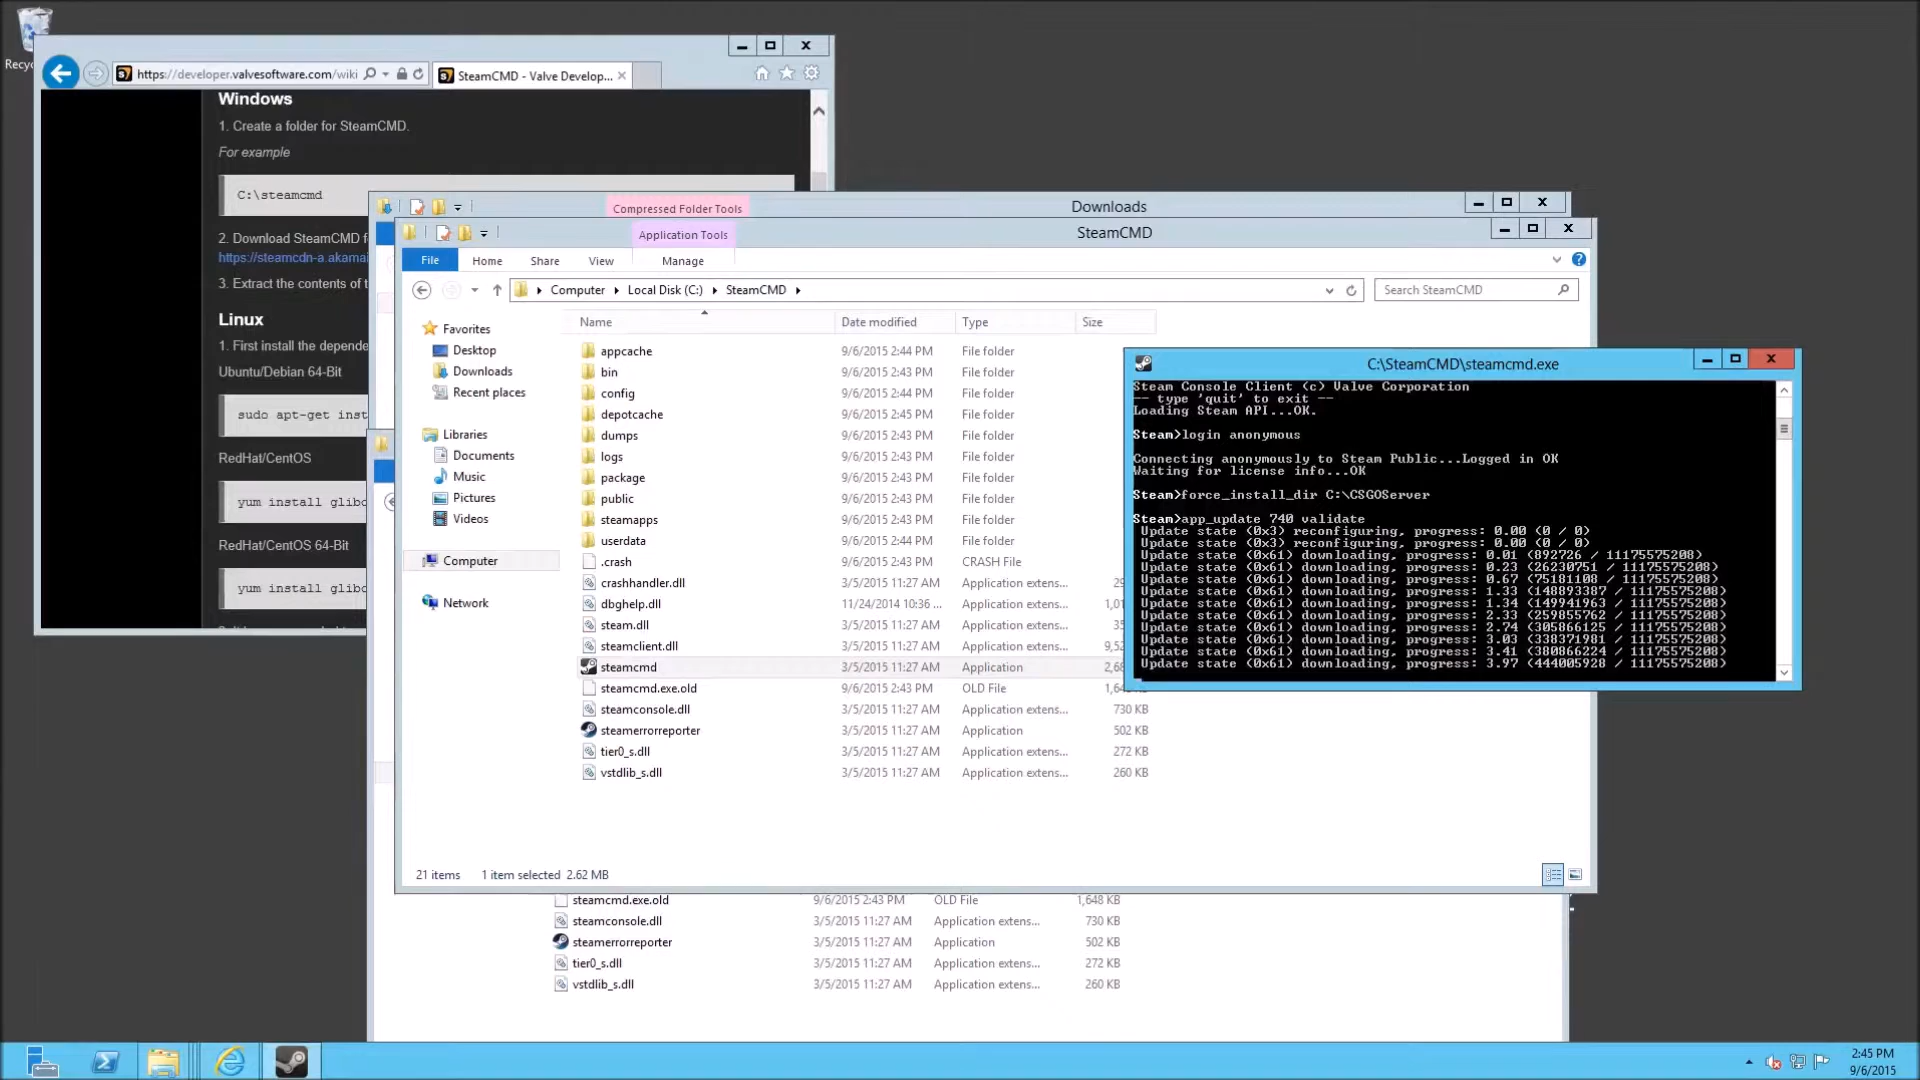 Recyc
https://developer.valvesoftware.com/wiki
SteamCMD - Valve Develop...
Windows
1. Create a folder for SteamCMD.
For example
C:\steamcmd
2. Download SteamCMD f
https://steamcdn-a.akamai
3. Extract the contents of t
Linux
1. First install the depende
Ubuntu/Debian 64-Bit
sudo apt-get inst
RedHat/CentOS
yum install glibc
RedHat/CentOS 64-Bit
yum install glibc
Compressed Folder Tools
Downloads
Application Tools
SteamCMD
File
Home
Share
View
Manage
Computer
Local Disk (C:)
SteamCMD
Search SteamCMD
Favorites
Desktop
Downloads
Recent places
Libraries
Documents
Music
Pictures
Videos
Computer
Network
Name Date modified Type Size
appcache 9/6/2015 2:44 PM File folder
bin 9/6/2015 2:44 PM File folder
config 9/6/2015 2:44 PM File folder
depotcache 9/6/2015 2:45 PM File folder
dumps 9/6/2015 2:43 PM File folder
logs 9/6/2015 2:43 PM File folder
package 9/6/2015 2:43 PM File folder
public 9/6/2015 2:43 PM File folder
steamapps 9/6/2015 2:43 PM File folder
userdata 9/6/2015 2:44 PM File folder
.crash 9/6/2015 2:43 PM CRASH File
crashhandler.dll 3/5/2015 11:27 AM Application extens... 29
dbghelp.dll 11/24/2014 10:36 ... Application extens... 1,01
steam.dll 3/5/2015 11:27 AM Application extens... 35
steamclient.dll 3/5/2015 11:27 AM Application extens... 9,52
steamcmd 3/5/2015 11:27 AM Application 2,68
steamcmd.exe.old 9/6/2015 2:43 PM OLD File 1,64
steamconsole.dll 3/5/2015 11:27 AM Application extens... 730 KB
steamerrorreporter 3/5/2015 11:27 AM Application 502 KB
tier0_s.dll 3/5/2015 11:27 AM Application extens... 272 KB
vstdlib_s.dll 3/5/2015 11:27 AM Application extens... 260 KB
21 items 1 item selected 2.62 MB
steamcmd.exe.old 9/6/2015 2:43 PM OLD File 1,648 KB
steamconsole.dll 3/5/2015 11:27 AM Application extens... 730 KB
steamerrorreporter 3/5/2015 11:27 AM Application 502 KB
tier0_s.dll 3/5/2015 11:27 AM Application extens... 272 KB
vstdlib_s.dll 3/5/2015 11:27 AM Application extens... 260 KB
C:\SteamCMD\steamcmd.exe
Steam Console Client (c) Valve Corporation
-- type 'quit' to exit --
Loading Steam API...OK.
Steam>login anonymous
Connecting anonymously to Steam Public...Logged in OK
Waiting for license info...OK
Steam>force_install_dir C:\CSGOServer
Steam>app_update 740 validate
Update state (0x3) reconfiguring, progress: 0.00 (0 / 0)
Update state (0x3) reconfiguring, progress: 0.00 (0 / 0)
Update state (0x61) downloading, progress: 0.01 (892726 / 11175575208)
Update state (0x61) downloading, progress: 0.23 (26230751 / 11175575208)
Update state (0x61) downloading, progress: 0.67 (75181108 / 11175575208)
Update state (0x61) downloading, progress: 1.33 (148893387 / 11175575208)
Update state (0x61) downloading, progress: 1.34 (149941963 / 11175575208)
Update state (0x61) downloading, progress: 2.33 (259855762 / 11175575208)
Update state (0x61) downloading, progress: 2.74 (305866125 / 11175575208)
Update state (0x61) downloading, progress: 3.03 (338371981 / 11175575208)
Update state (0x61) downloading, progress: 3.41 (380866224 / 11175575208)
Update state (0x61) downloading, progress: 3.97 (444005928 / 11175575208)
2:45 PM
9/6/2015